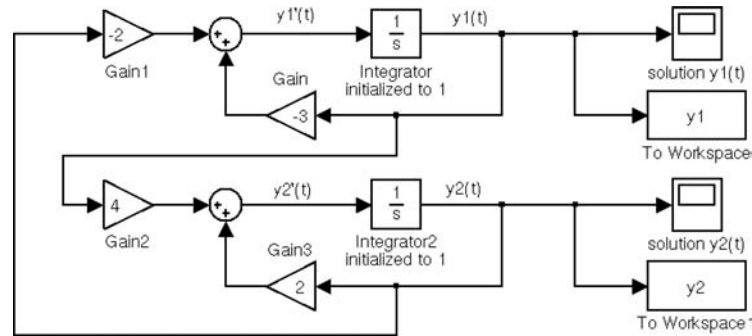 -2
Gain1
+
+
y1'(t)
1
s
Integrator
initialized to 1
y1(t)
Gain
-3
solution y1(t)
y1
To Workspace
4
Gain2
+
+
y2'(t)
1
s
Integrator2
initialized to 1
y2(t)
Gain3
2
solution y2(t)
y2
To Workspace 1